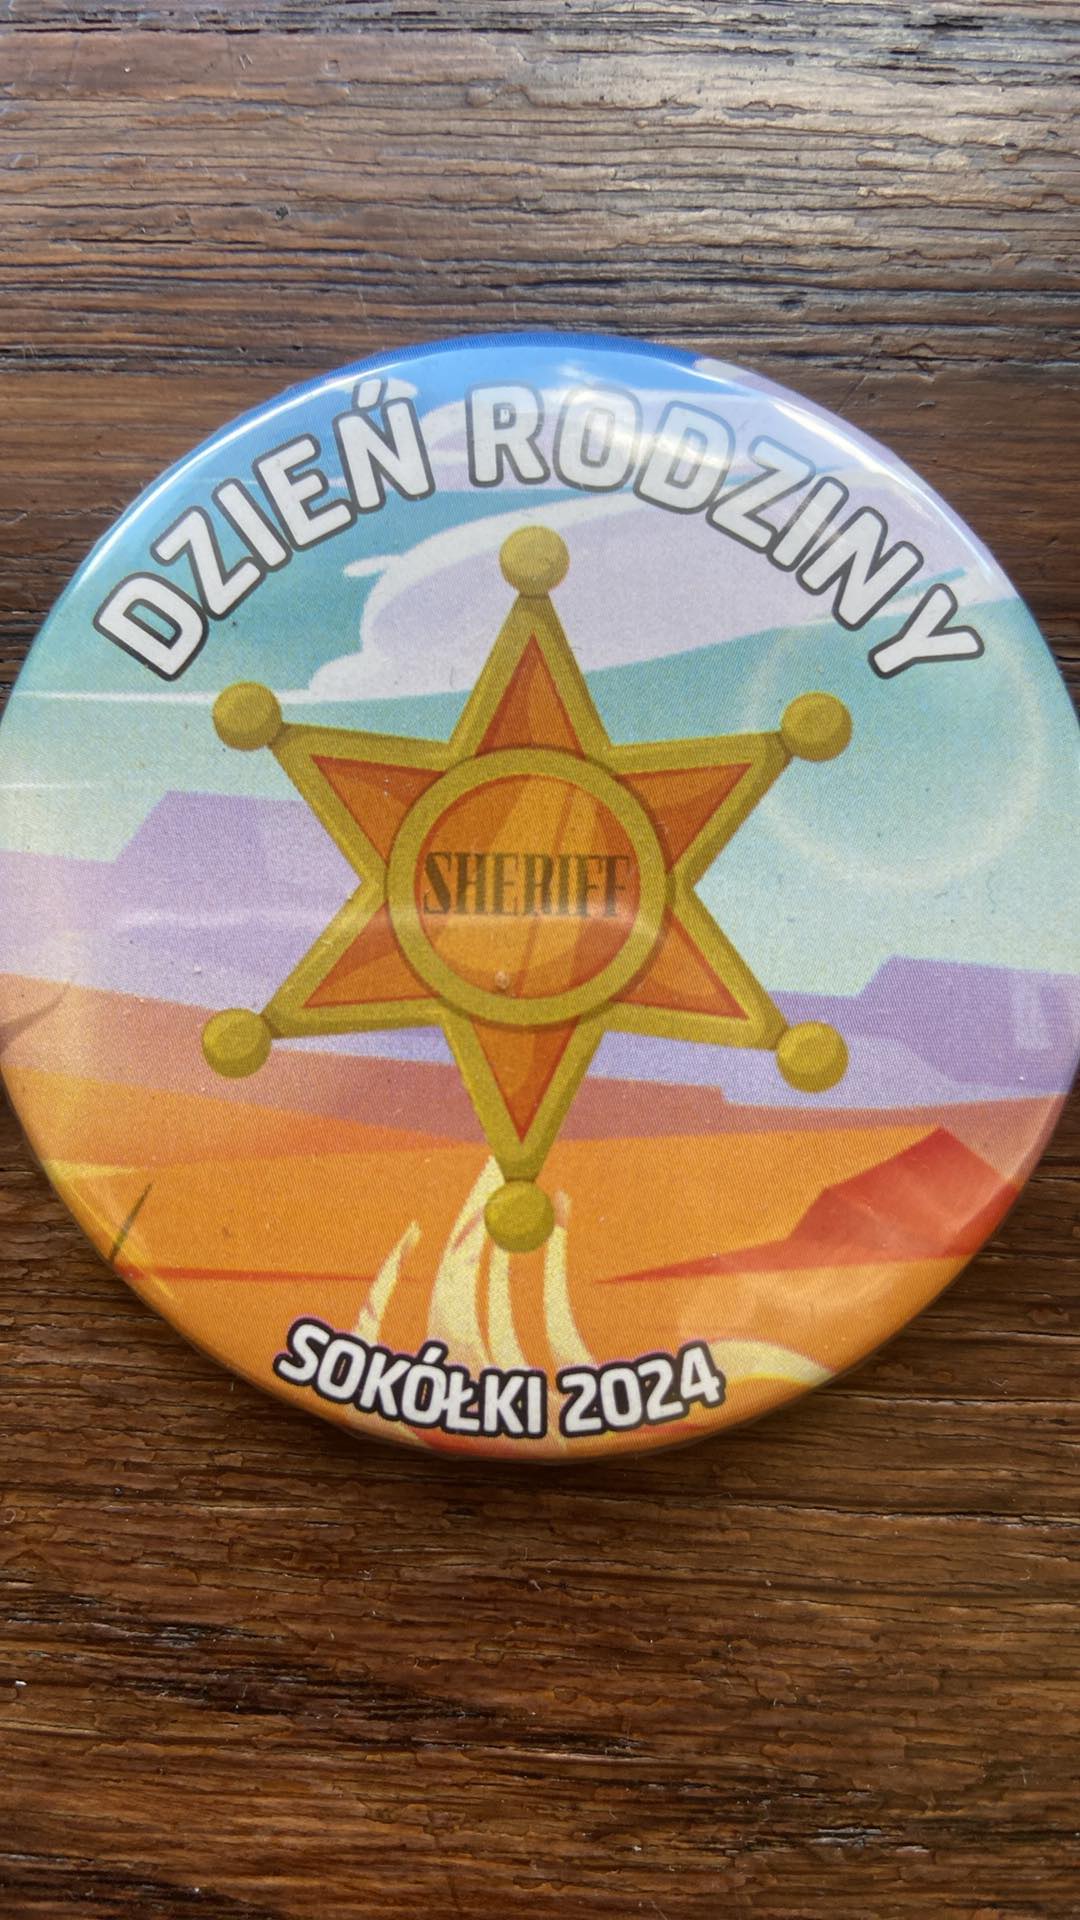 DZIEŃ RODZINY
SHERIFF
SOKÓŁKI 2024